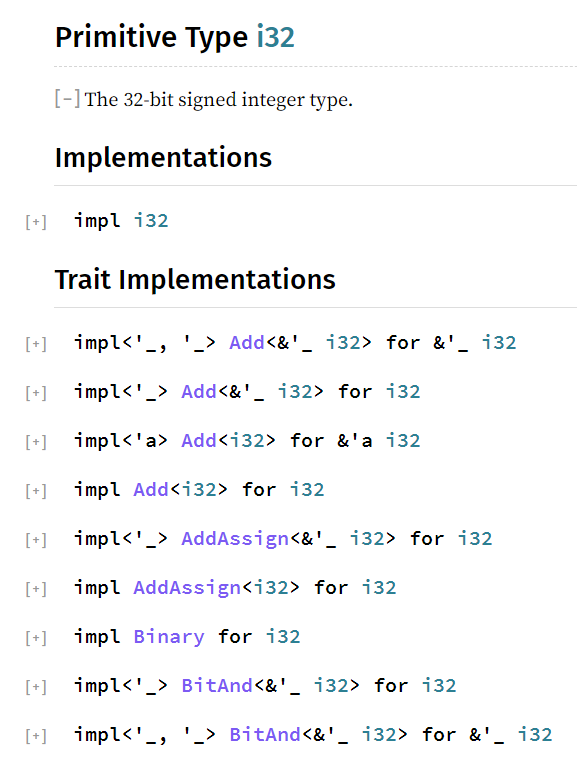 Primitive Type i32
[−] The 32-bit signed integer type.
Implementations
[+] impl i32
Trait Implementations
[+] impl<'_, '_> Add<&'_ i32> for &'_ i32
[+] impl<'_> Add<&'_ i32> for i32
[+] impl<'a> Add<i32> for &'a i32
[+] impl Add<i32> for i32
[+] impl<'_> AddAssign<&'_ i32> for i32
[+] impl AddAssign<i32> for i32
[+] impl Binary for i32
[+] impl<'_> BitAnd<&'_ i32> for i32
[+] impl<'_, '_> BitAnd<&'_ i32> for &'_ i32